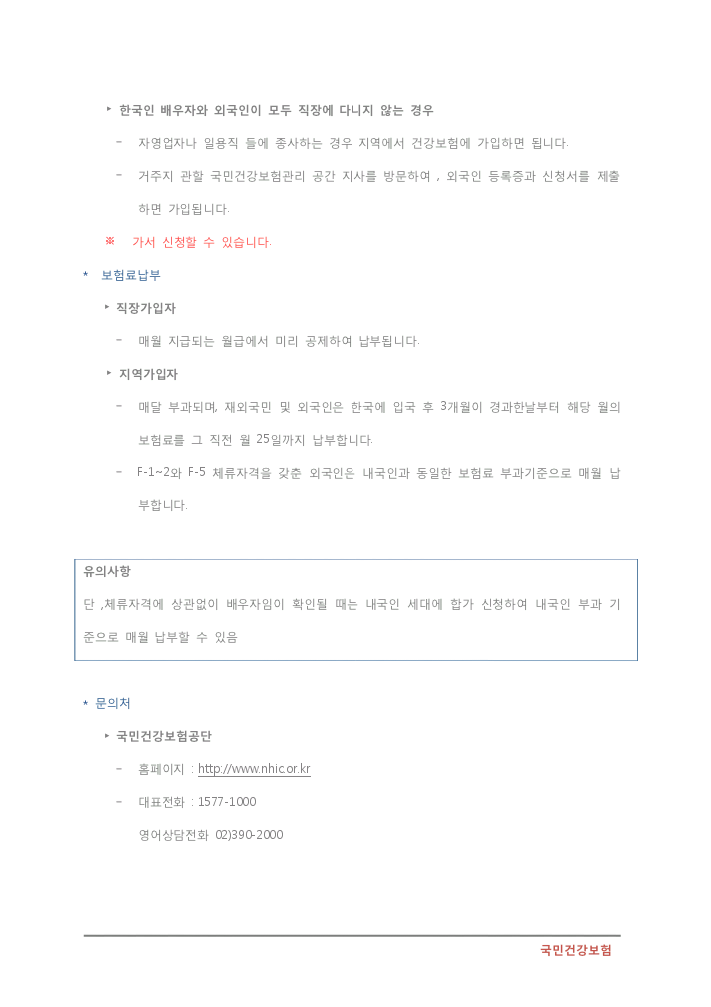 ‣ 한국인 배우자와 외국인이 모두 직장에 다니지 않는 경우
- 자영업자나 일용직 들에 종사하는 경우 지역에서 건강보험에 가입하면 됩니다.
- 거주지 관할 국민건강보험관리 공간 지사를 방문하여 , 외국인 등록증과 신청서를 제출
하면 가입됩니다.
※ 가서 신청할 수 있습니다.
* 보험료납부
‣ 직장가입자
- 매월 지급되는 월급에서 미리 공제하여 납부됩니다.
‣ 지역가입자
- 매달 부과되며, 재외국민 및 외국인은 한국에 입국 후 3개월이 경과한날부터 해당 월의
보험료를 그 직전 월 25일까지 납부합니다.
- F-1~2와 F-5 체류자격을 갖춘 외국인은 내국인과 동일한 보험료 부과기준으로 매월 납
부합니다.
유의사항
단 ,체류자격에 상관없이 배우자임이 확인될 때는 내국인 세대에 합가 신청하여 내국인 부과 기
준으로 매월 납부할 수 있음
* 문의처
‣ 국민건강보험공단
- 홈페이지 : http://www.nhic.or.kr
- 대표전화 : 1577-1000
영어상담전화 02)390-2000
국민건강보험